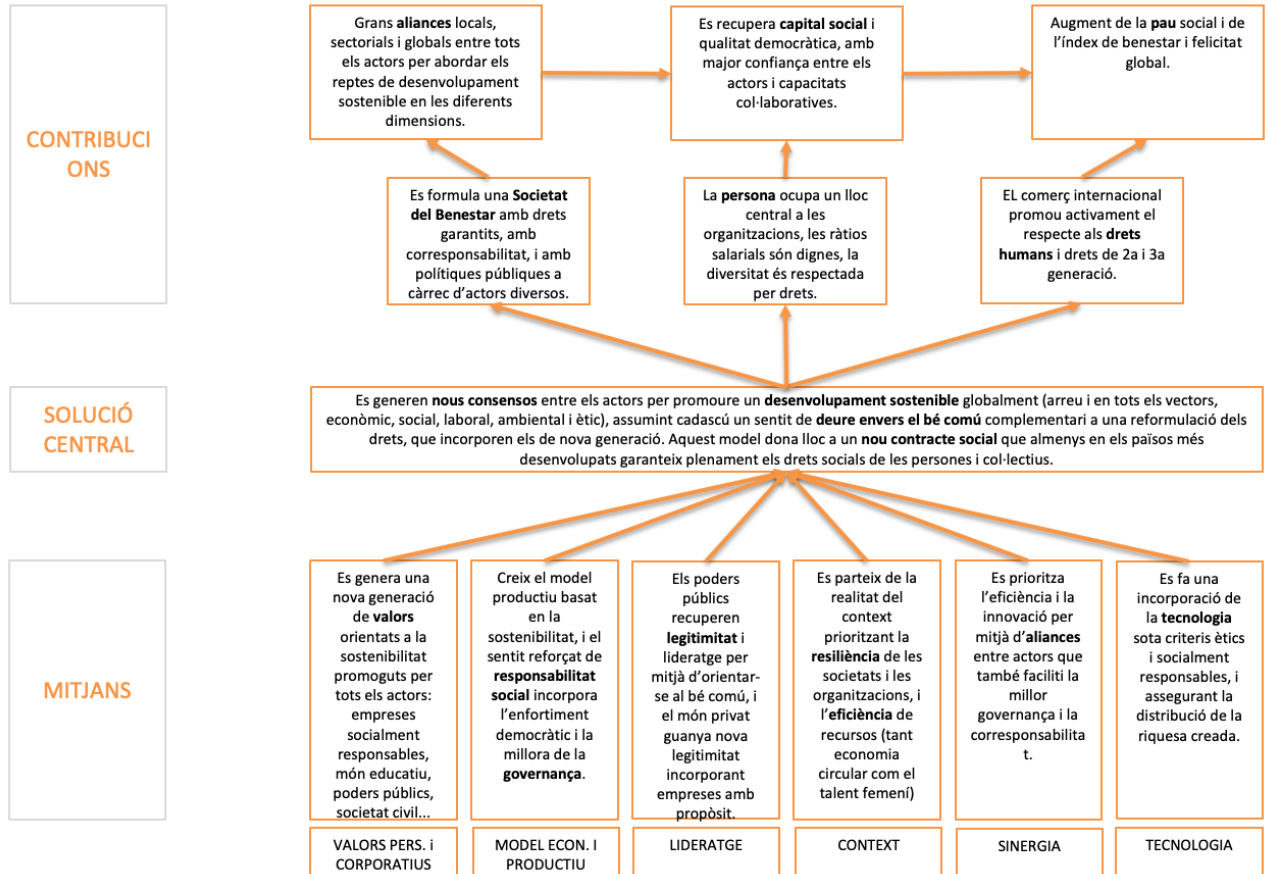 CONTRIBUCI
ONS
Grans aliances locals,
sectorials i globals entre tots
els actors per abordar els
reptes de desenvolupament
sostenible en les diferents
dimensions.
Es recupera capital social i
qualitat democràtica, amb
major confiança entre els
actors i capacitats
col·laboratives.
Augment de la pau social i de
l’índex de benestar i felicitat
global.
Es formula una Societat
del Benestar amb drets
garantits, amb
corresponsabilitat, i amb
polítiques públiques a
càrrec d’actors diversos.
La persona ocupa un lloc
central a les
organitzacions, les ràtios
salarials són dignes, la
diversitat és respectada
per drets.
EL comerç internacional
promou activament el
respecte als drets
humans i drets de 2a i 3a
generació.
SOLUCIÓ
CENTRAL
Es generen nous consensos entre els actors per promoure un desenvolupament sostenible globalment (arreu i en tots els vectors,
econòmic, social, laboral, ambiental i ètic), assumint cadascú un sentit de deure envers el bé comú complementari a una reformulació dels
drets, que incorporen els de nova generació. Aquest model dona lloc a un nou contracte social que almenys en els països més
desenvolupats garanteix plenament els drets socials de les persones i col·lectius.
MITJANS
Es genera una
nova generació
de valors
orientats a la
sostenibilitat
promoguts per
tots els actors:
empreses
socialment
responsables,
món educatiu,
poders públics,
societat civil...
Creix el model
productiu basat
en la
sostenibilitat, i el
sentit reforçat de
responsabilitat
social incorpora
l’enfortiment
democràtic i la
millora de la
governança.
Els poders
públics
recuperen
legitimitat i
lideratge per
mitjà d’orientar-
se al bé comú, i
el món privat
guanya nova
legitimitat
incorporant
empreses amb
propòsit.
Es parteix de la
realitat del
context
prioritzant la
resiliència de les
societats i les
organitzacions, i
l’eficiència de
recursos (tant
economia
circular com el
talent femení)
Es prioritza
l’eficiència i la
innovació per
mitjà d’aliances
entre actors que
també faciliti la
millor
governança i la
corresponsabilita
t.
Es fa una
incorporació de
la tecnologia
sota criteris ètics
i socialment
responsables, i
assegurant la
distribució de la
riquesa creada.
VALORS PERS. i
CORPORATIUS
MODEL ECON. I
PRODUCTIU
LIDERATGE
CONTEXT
SINERGIA
TECNOLOGIA